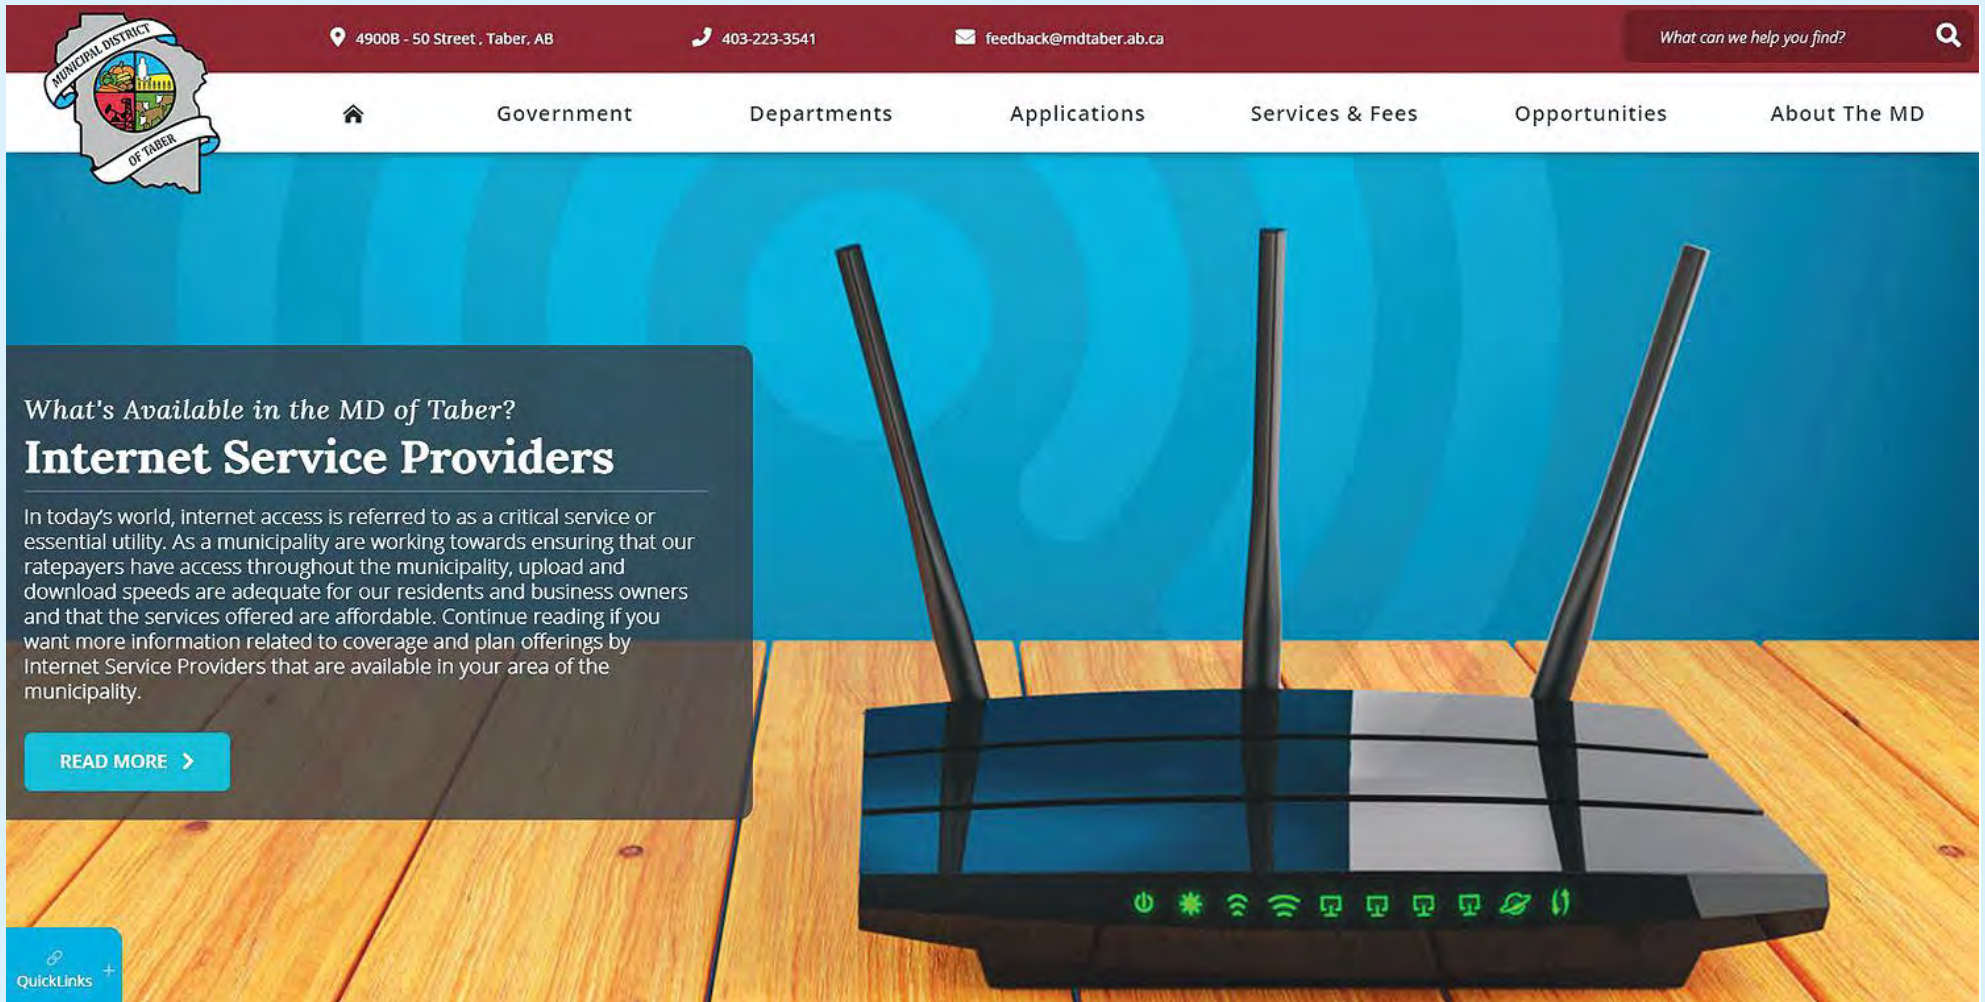 MUNICIPAL DISTRICT
OF TABER
4900B - 50 Street , Taber, AB
403-223-3541
feedback@mdtaber.ab.ca
What can we help you find?
Government
Departments
Applications
Services & Fees
Opportunities
About The MD
What's Available in the MD of Taber?
Internet Service Providers
In today's world, internet access is referred to as a critical service or
essential utility. As a municipality are working towards ensuring that our
ratepayers have access throughout the municipality, upload and
download speeds are adequate for our residents and business owners
and that the services offered are affordable. Continue reading if you
want more information related to coverage and plan offerings by
Internet Service Providers that are available in your area of the
municipality.
READ MORE
QuickLinks +